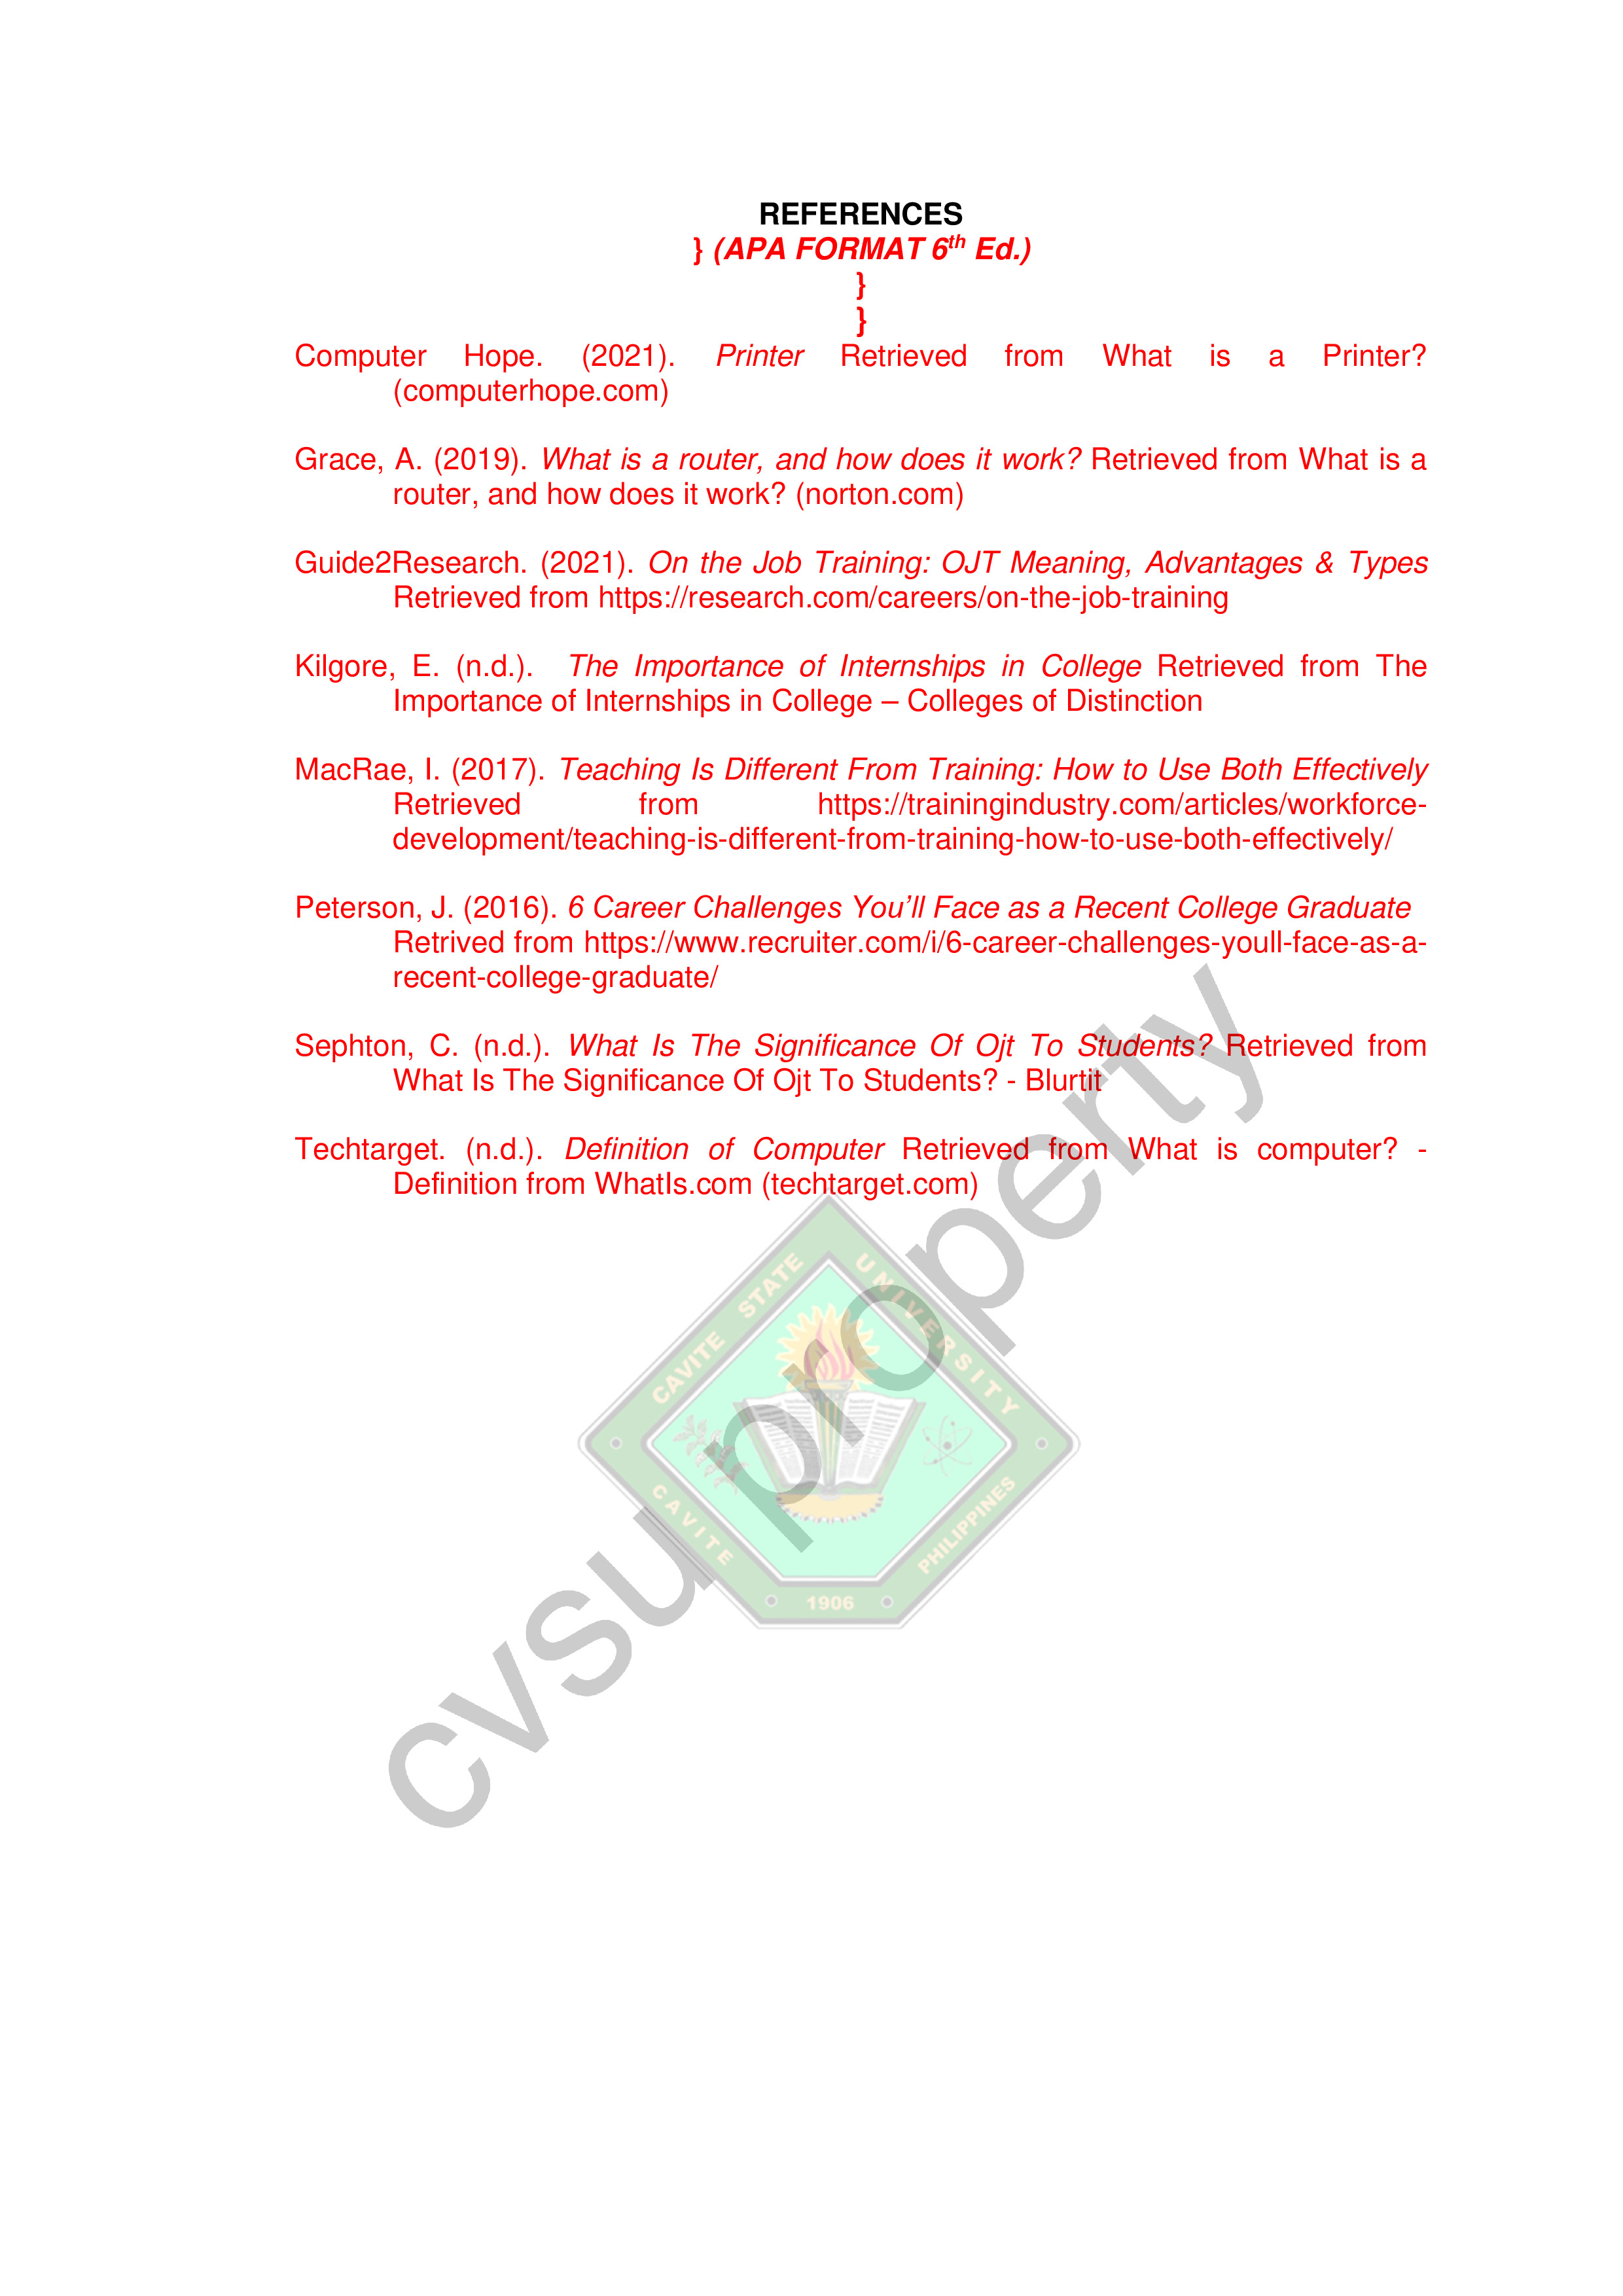 REFERENCES
} (APA FORMAT 6th Ed.)
}
}
Computer Hope. (2021). Printer Retrieved from What is a Printer?
(computerhope.com)
Grace, A. (2019). What is a router, and how does it work? Retrieved from What is a
router, and how does it work? (norton.com)
Guide2Research. (2021). On the Job Training: OJT Meaning, Advantages & Types
Retrieved from https://research.com/careers/on-the-job-training
Kilgore, E. (n.d.). The Importance of Internships in College Retrieved from The
Importance of Internships in College – Colleges of Distinction
MacRae, I. (2017). Teaching Is Different From Training: How to Use Both Effectively
Retrieved from https://trainingindustry.com/articles/workforce-
development/teaching-is-different-from-training-how-to-use-both-effectively/
Peterson, J. (2016). 6 Career Challenges You’ll Face as a Recent College Graduate
Retrived from https://www.recruiter.com/i/6-career-challenges-youll-face-as-a-
recent-college-graduate/
Sephton, C. (n.d.). What Is The Significance Of Ojt To Students? Retrieved from
What Is The Significance Of Ojt To Students? - Blurtit
Techtarget. (n.d.). Definition of Computer Retrieved from What is computer? -
Definition from WhatIs.com (techtarget.com)
cvsu property
CAVITE STATE UNIVERSITY
CAVITE PHILIPPINES
1906